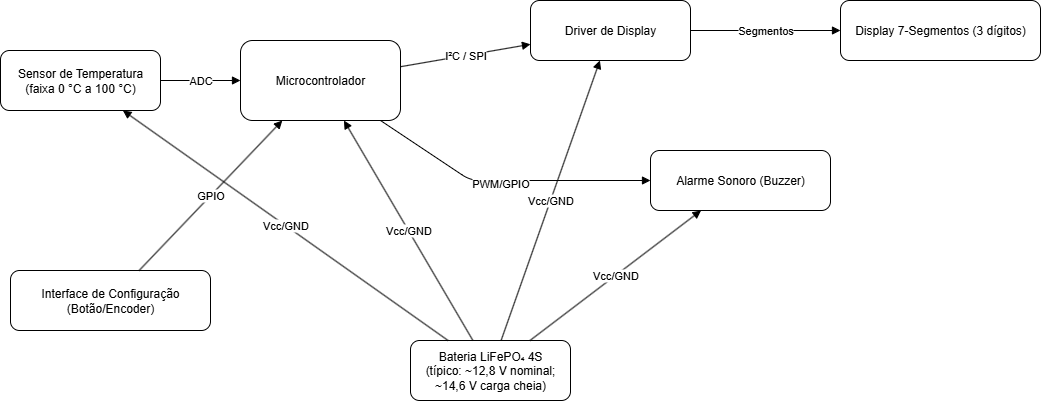 Driver de Display
Segmentos
Display 7-Segmentos (3 dígitos)
I²C / SPI
Sensor de Temperatura
(faixa 0 °C a 100 °C)
ADC
Microcontrolador
PWM/GPIO
Alarme Sonoro (Buzzer)
GPIO
Vcc/GND
Vcc/GND
Vcc/GND
Vcc/GND
Interface de Configuração
(Botão/Encoder)
Bateria LiFePO₄ 4S
(típico: ~12,8 V nominal;
~14,6 V carga cheia)